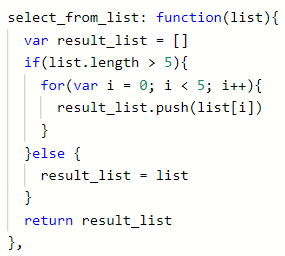 select_from_list: function(list){
var result_list = []
if(list.length > 5){
for(var i = 0; i < 5; i++){
result_list.push(list[i])
}
}else {
result_list = list
}
return result_list
},